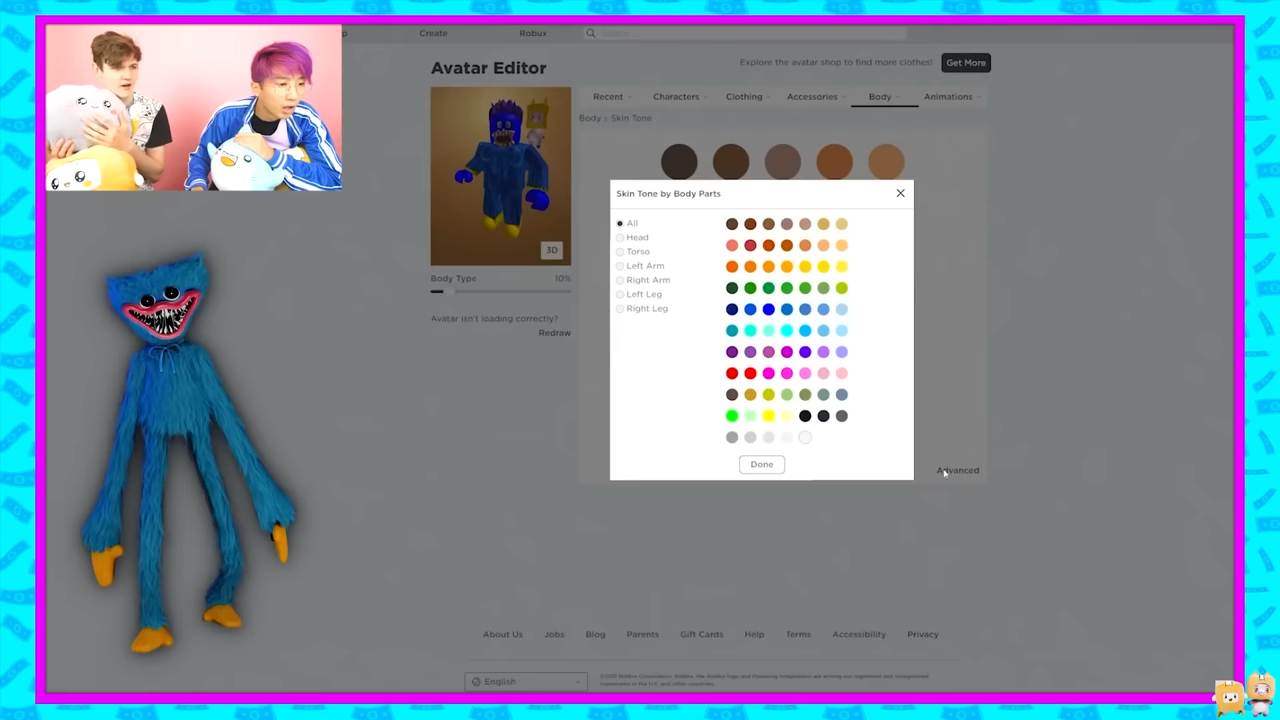 Create
Robux
Search
Avatar Editor
Explore the avatar shop to find more clothes!
Get More
Recent
Characters
Clothing
Accessories
Body
Animations
Body > Skin Tone
Skin Tone by Body Parts
All
Head
Torso
Left Arm
Right Arm
Left Leg
Right Leg
Done
3D
Body Type
10%
Avatar isn't loading correctly?
Redraw
Advanced
About Us
Jobs
Blog
Parents
Gift Cards
Help
Terms
Accessibility
Privacy
English